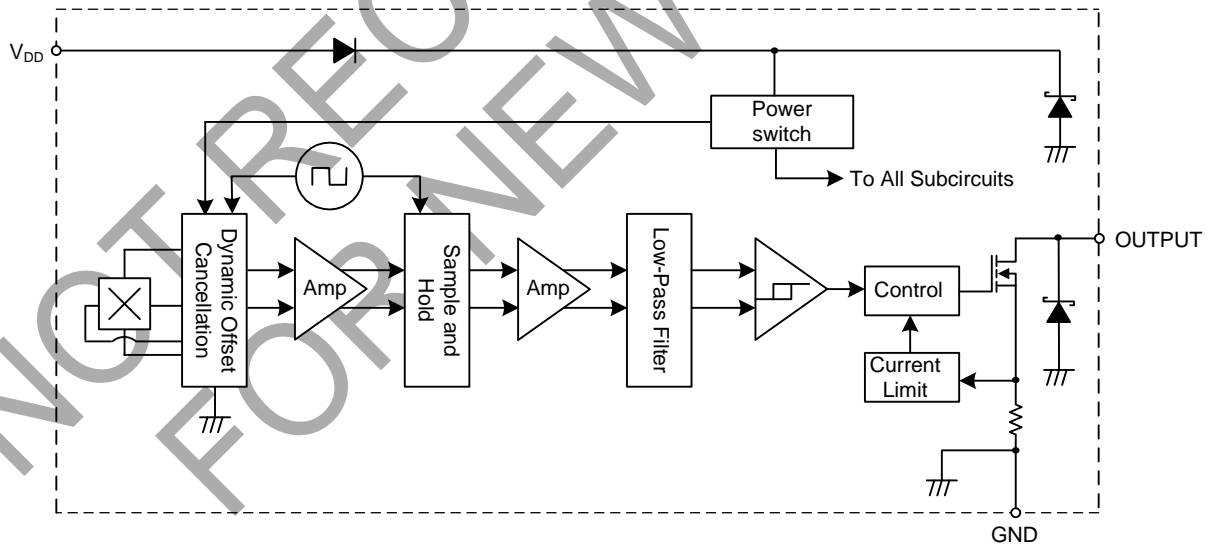 V_DD
Power
switch
To All Subcircuits
Dynamic Offset
Cancellation
Amp
Sample and
Hold
Amp
Low-Pass Filter
Control
Current
Limit
OUTPUT
GND
NOT REC
FOR NEW